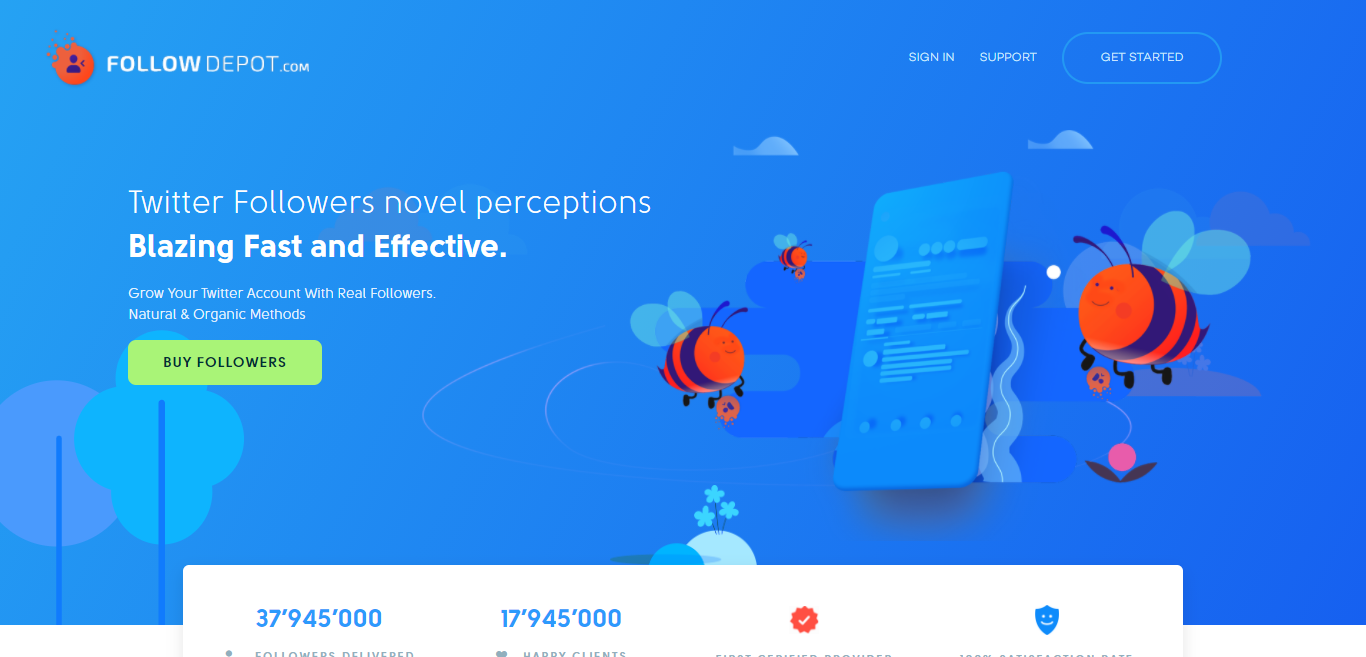 FOLLOWDEPOT.COM
SIGN IN SUPPORT GET STARTED
Twitter Followers novel perceptions
Blazing Fast and Effective.
Grow Your Twitter Account With Real Followers.
Natural & Organic Methods
BUY FOLLOWERS
37’945’000 17’945’000
FOLLOWERS DELIVERED HAPPY CLIENTS FIRST CERIFIED PROVIDER 100% SATISFACTION RATE